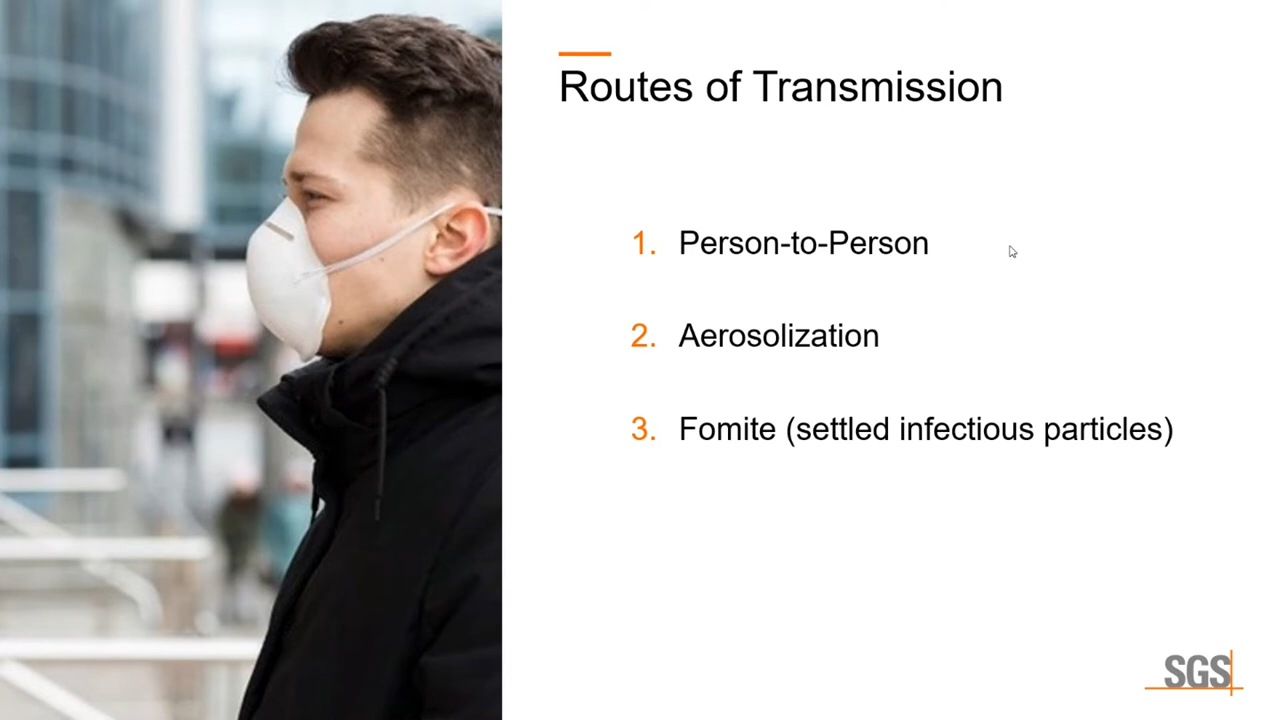 Routes of Transmission
1. Person-to-Person
2. Aerosolization
3. Fomite (settled infectious particles)
SGS